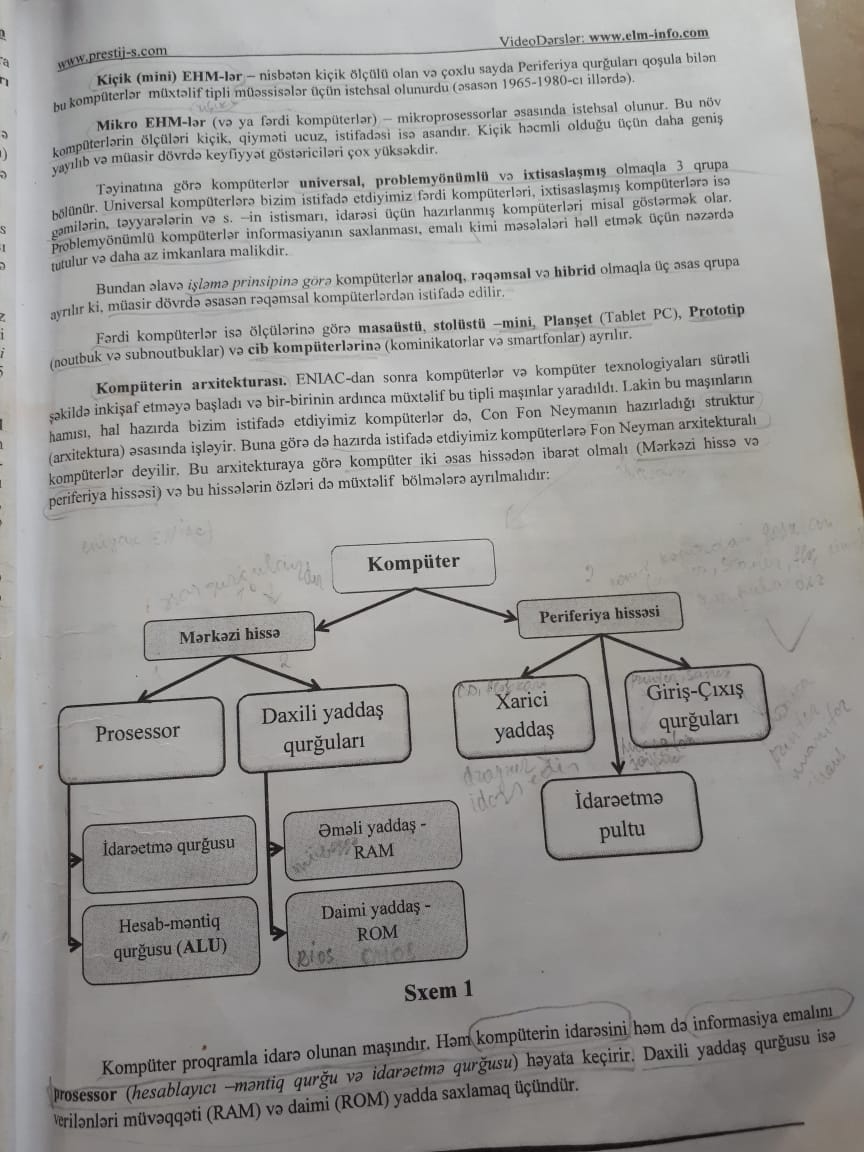 www.prestij-s.com
VideoDərslər: www.elm-info.com
Kiçik (mini) EHM-lər – nisbətən kiçik ölçülü olan və çoxlu sayda Periferiya qurğuları qoşula bilən
bu kompüterlər müxtəlif tipli müəssisələr üçün istehsal olunurdu (əsasən 1965-1980-cı illərdə).
Mikro EHM-lər (və ya fərdi kompüterlər) – mikroprosessorlar əsasında istehsal olunur. Bu növ
kompüterlərin ölçüləri kiçik, qiyməti ucuz, istifadəsi isə asandır. Kiçik həcmli olduğu üçün daha geniş
yayılıb və müasir dövrdə keyfiyyət göstəriciləri çox yüksəkdir.
Təyinatına görə kompüterlər universal, problemyönümlü və ixtisaslaşmış olmaqla 3 qrupa
bölünür. Universal kompüterlərə bizim istifadə etdiyimiz fərdi kompüterləri, ixtisaslaşmış kompüterlərə isə
gəmilərin, təyyarələrin və s. –in istismarı, idarəsi üçün hazırlanmış kompüterləri misal göstərmək olar.
Problemyönümlü kompüterlər informasiyanın saxlanması, emalı kimi məsələləri həll etmək üçün nəzərdə
tutulur və daha az imkanlara malikdir.
Bundan əlavə işləmə prinsipinə görə kompüterlər analoq, rəqəmsal və hibrid olmaqla üç əsas qrupa
ayrılır ki, müasir dövrdə əsasən rəqəmsal kompüterlərdən istifadə edilir.
Fərdi kompüterlər isə ölçülərinə görə masaüstü, stolüstü –mini, Planşet (Tablet PC), Prototip
(noutbuk və subnoutbuklar) və cib kompüterlərinə (kominikatorlar və smartfonlar) ayrılır.
Kompüterin arxitekturası. ENIAC-dan sonra kompüterlər və kompüter texnologiyaları sürətli
şəkildə inkişaf etməyə başladı və bir-birinin ardınca müxtəlif bu tipli maşınlar yaradıldı. Lakin bu maşınların
hamısı, hal hazırda bizim istifadə etdiyimiz kompüterlər də, Con Fon Neymanın hazırladığı struktur
(arxitektura) əsasında işləyir. Buna görə də hazırda istifadə etdiyimiz kompüterlərə Fon Neyman arxitekturalı
kompüterlər deyilir. Bu arxitekturaya görə kompüter iki əsas hissədən ibarət olmalı (Mərkəzi hissə və
periferiya hissəsi) və bu hissələrin özləri də müxtəlif bölmələrə ayrılmalıdır:
Kompüter
Mərkəzi hissə
Periferiya hissəsi
Prosessor
Daxili yaddaş
qurğuları
Xarici
yaddaş
Giriş-Çıxış
qurğuları
İdarəetmə
pultu
İdarəetmə qurğusu
Əməli yaddaş -
RAM
Hesab-məntiq
qurğusu (ALU)
Daimi yaddaş -
ROM
Bios CMOS
Sxem 1
Kompüter proqramla idarə olunan maşındır. Həm kompüterin idarəsini həm də informasiya emalını
prosessor (hesablayıcı –məntiq qurğu və idarəetmə qurğusu) həyata keçirir. Daxili yaddaş qurğusu isə
verilənləri müvəqqəti (RAM) və daimi (ROM) yadda saxlamaq üçündür.